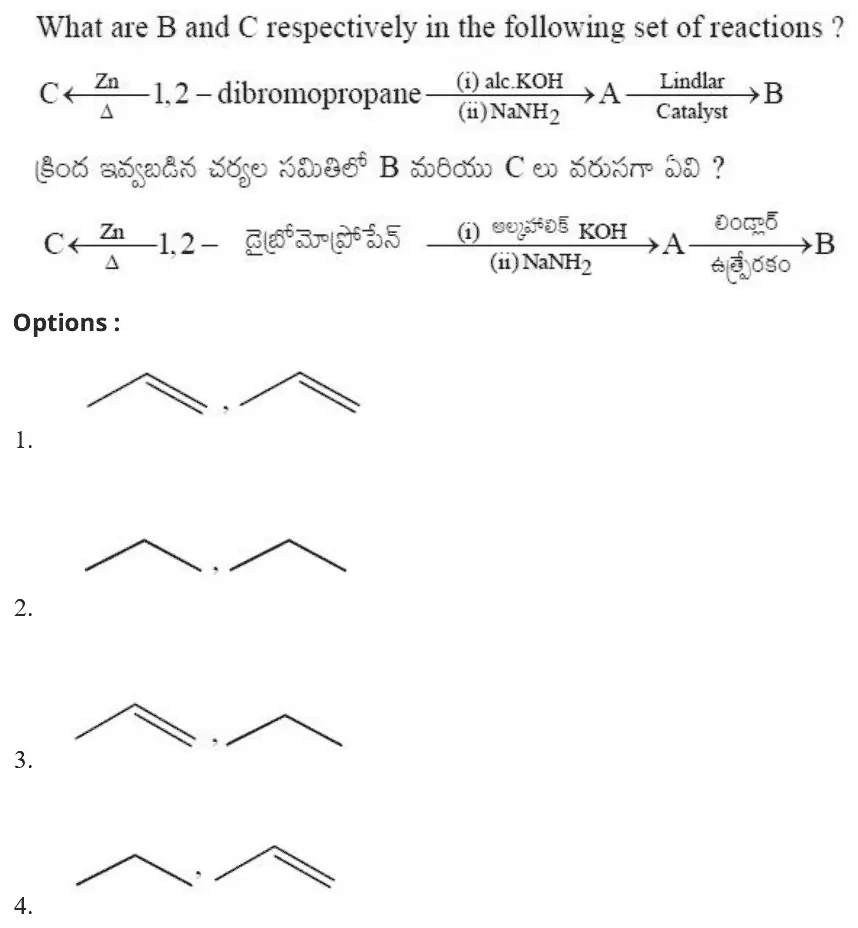 What are B and C respectively in the following set of reactions ?
C ←Zn/Δ— 1, 2 – dibromopropane —(i) alc.KOH (ii) NaNH₂→ A —Lindlar Catalyst→ B
క్రింద ఇవ్వబడిన చర్యల సమితిలో B మరియు C లు వరుసగా ఏవి ?
C ←Zn/Δ— 1, 2 – డైబ్రోమోప్రోపేన్ —(i) ఆల్కహాలిక్ KOH (ii) NaNH₂→ A —లిండ్లార్ ఉత్ప్రేరకం→ B
Options :
,
1.
,
2.
,
3.
,
4.